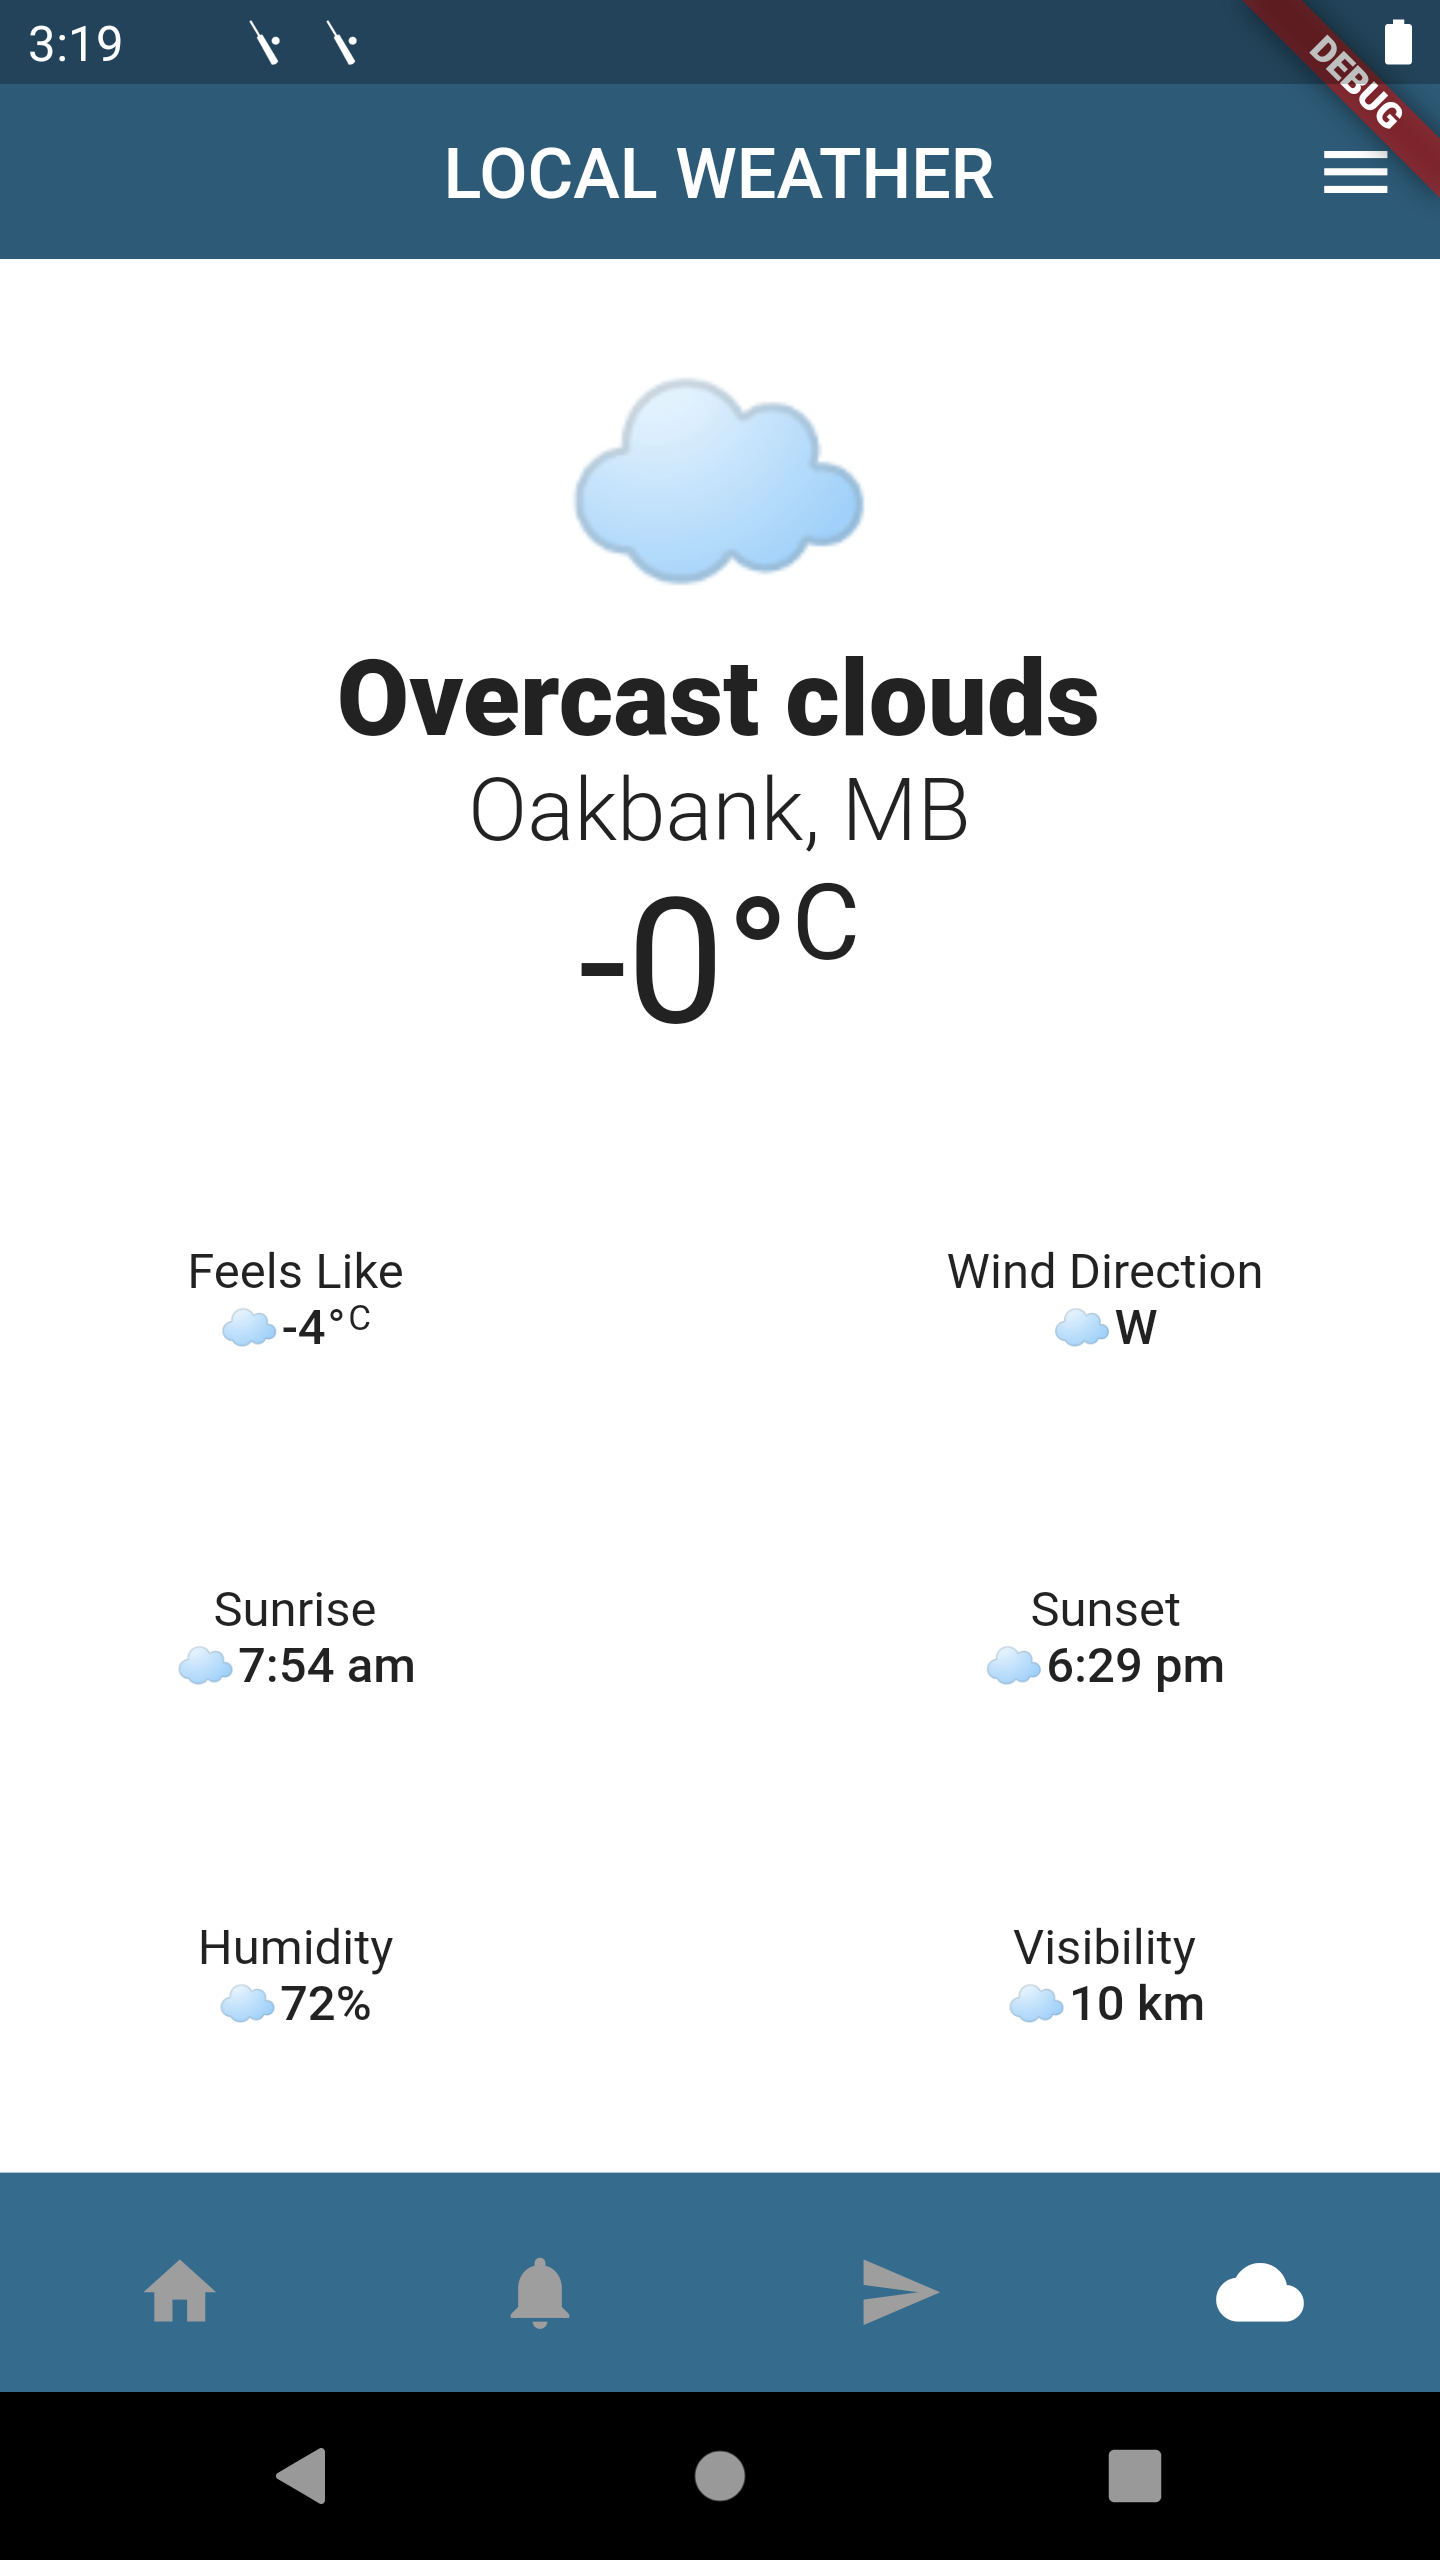 3:19
DEBUG
LOCAL WEATHER
Overcast clouds
Oakbank, MB
-0°C
Feels Like
-4°C
Wind Direction
W
Sunrise
7:54 am
Sunset
6:29 pm
Humidity
72%
Visibility
10 km